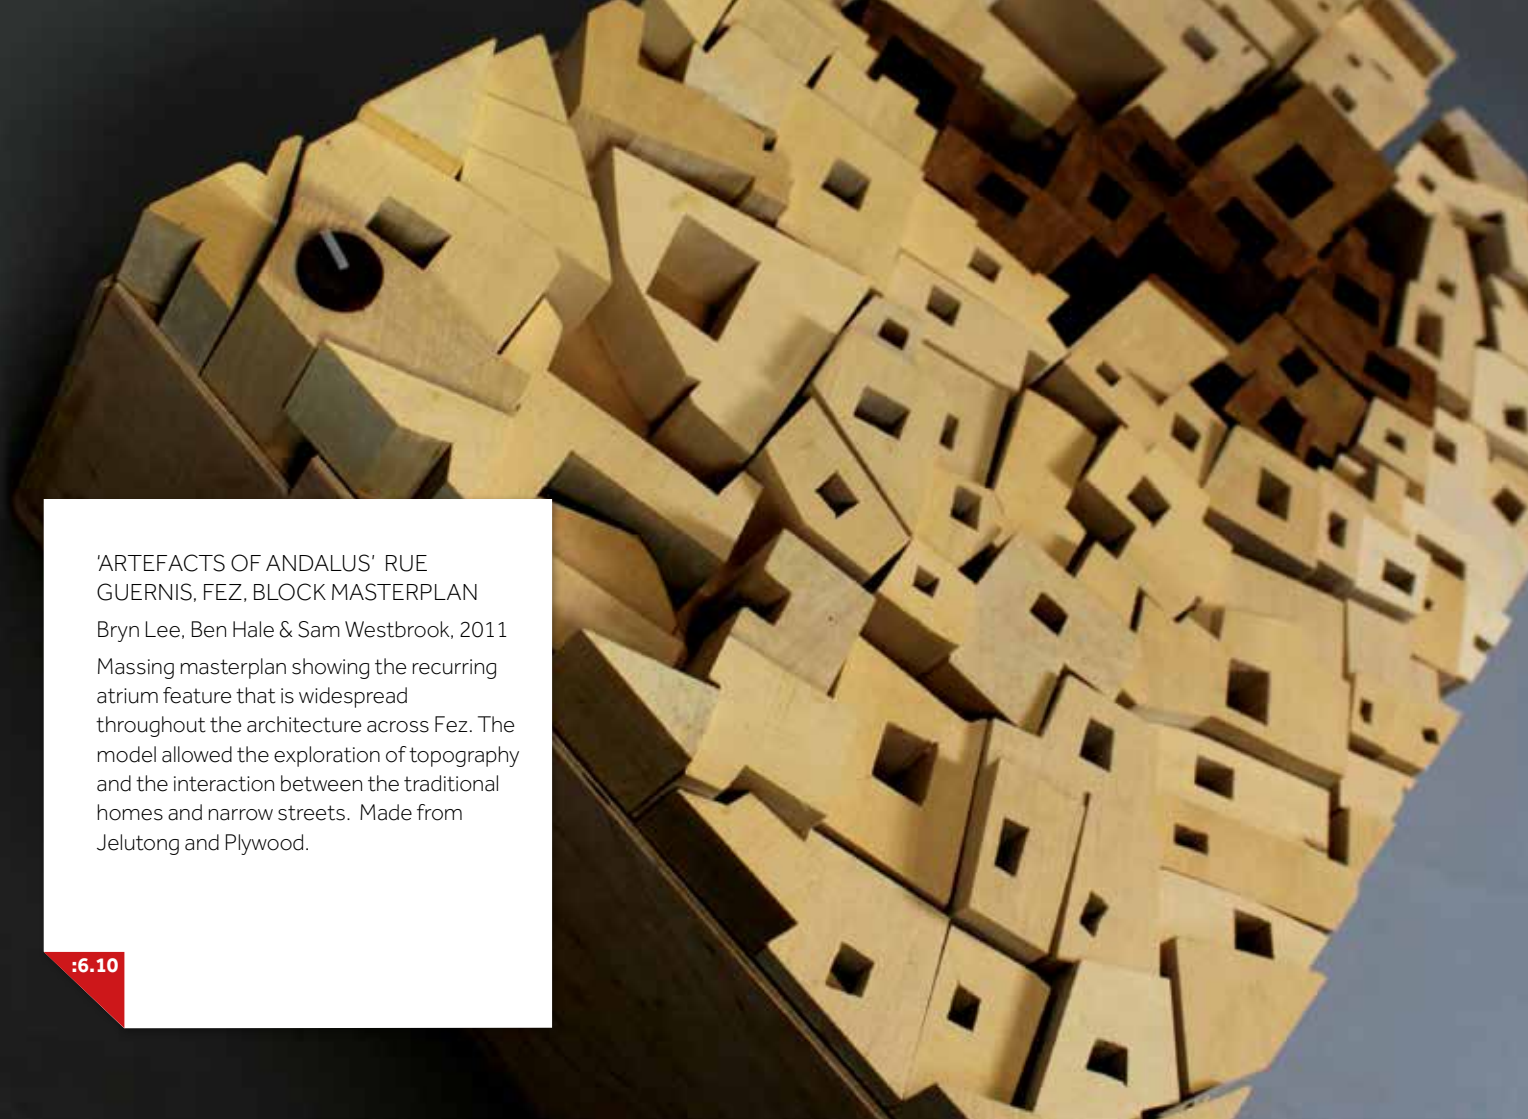 ‘ARTEFACTS OF ANDALUS’  RUE
GUERNIS, FEZ, BLOCK MASTERPLAN
Bryn Lee, Ben Hale & Sam Westbrook, 2011
Massing masterplan showing the recurring
atrium feature that is widespread
throughout the architecture across Fez. The
model allowed the exploration of topography
and the interaction between the traditional
homes and narrow streets.  Made from
Jelutong and Plywood.
:6.10